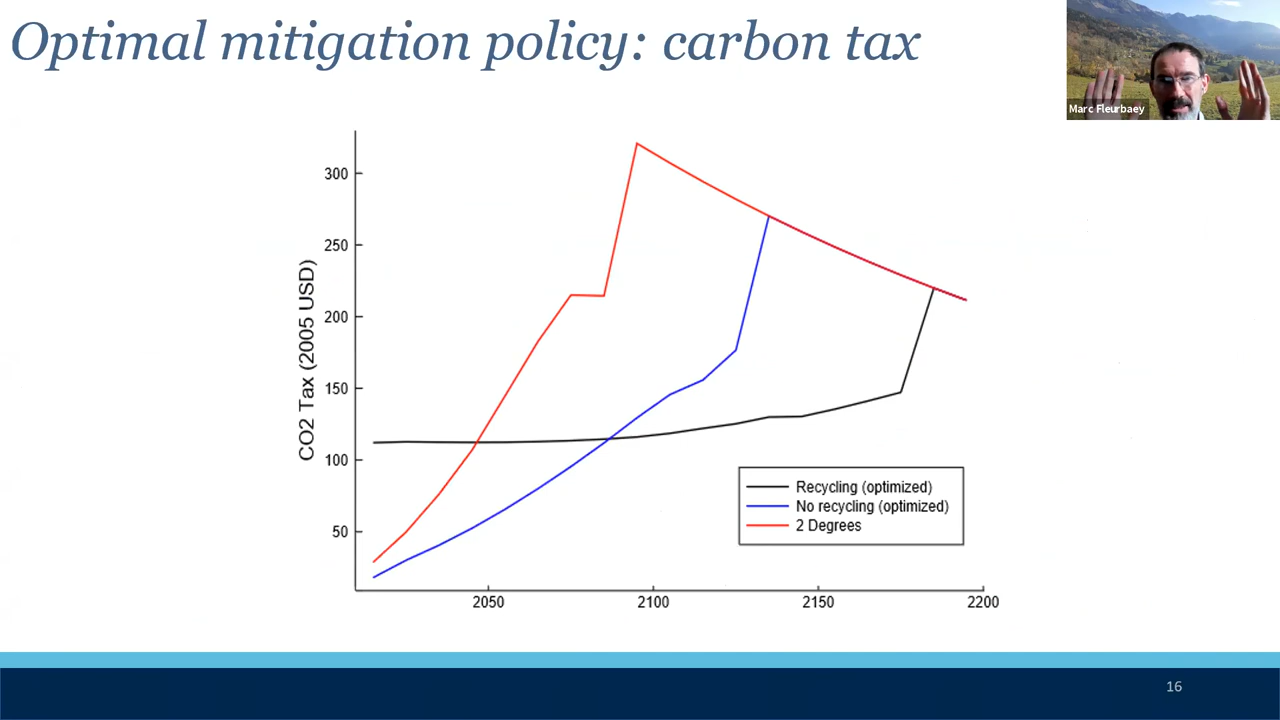 Optimal mitigation policy: carbon tax
Marc Fleurbaey
CO2 Tax (2005 USD)
300
250
200
150
100
50
2050 2100 2150 2200
Recycling (optimized)
No recycling (optimized)
2 Degrees
16